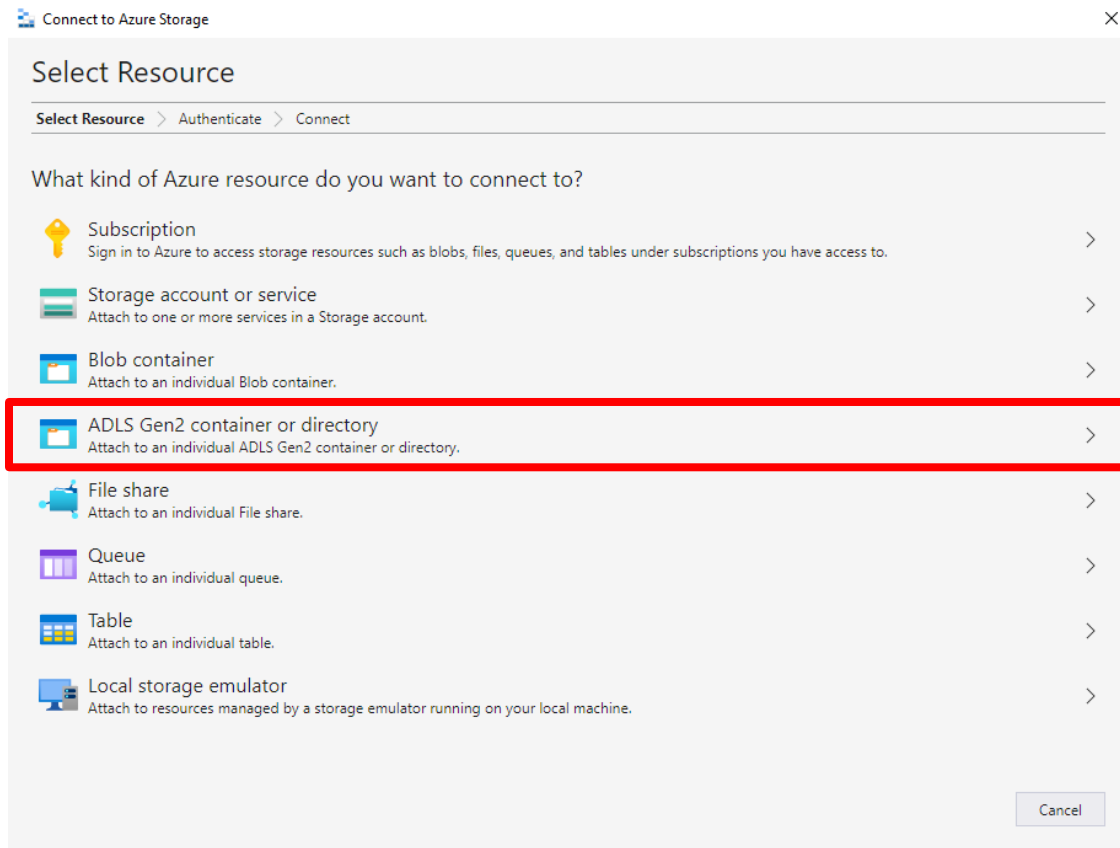 Connect to Azure Storage
Select Resource
Select Resource Authenticate Connect
What kind of Azure resource do you want to connect to?
Subscription
Sign in to Azure to access storage resources such as blobs, files, queues, and tables under subscriptions you have access to.
Storage account or service
Attach to one or more services in a Storage account.
Blob container
Attach to an individual Blob container.
ADLS Gen2 container or directory
Attach to an individual ADLS Gen2 container or directory.
File share
Attach to an individual File share.
Queue
Attach to an individual queue.
Table
Attach to an individual table.
Local storage emulator
Attach to resources managed by a storage emulator running on your local machine.
Cancel